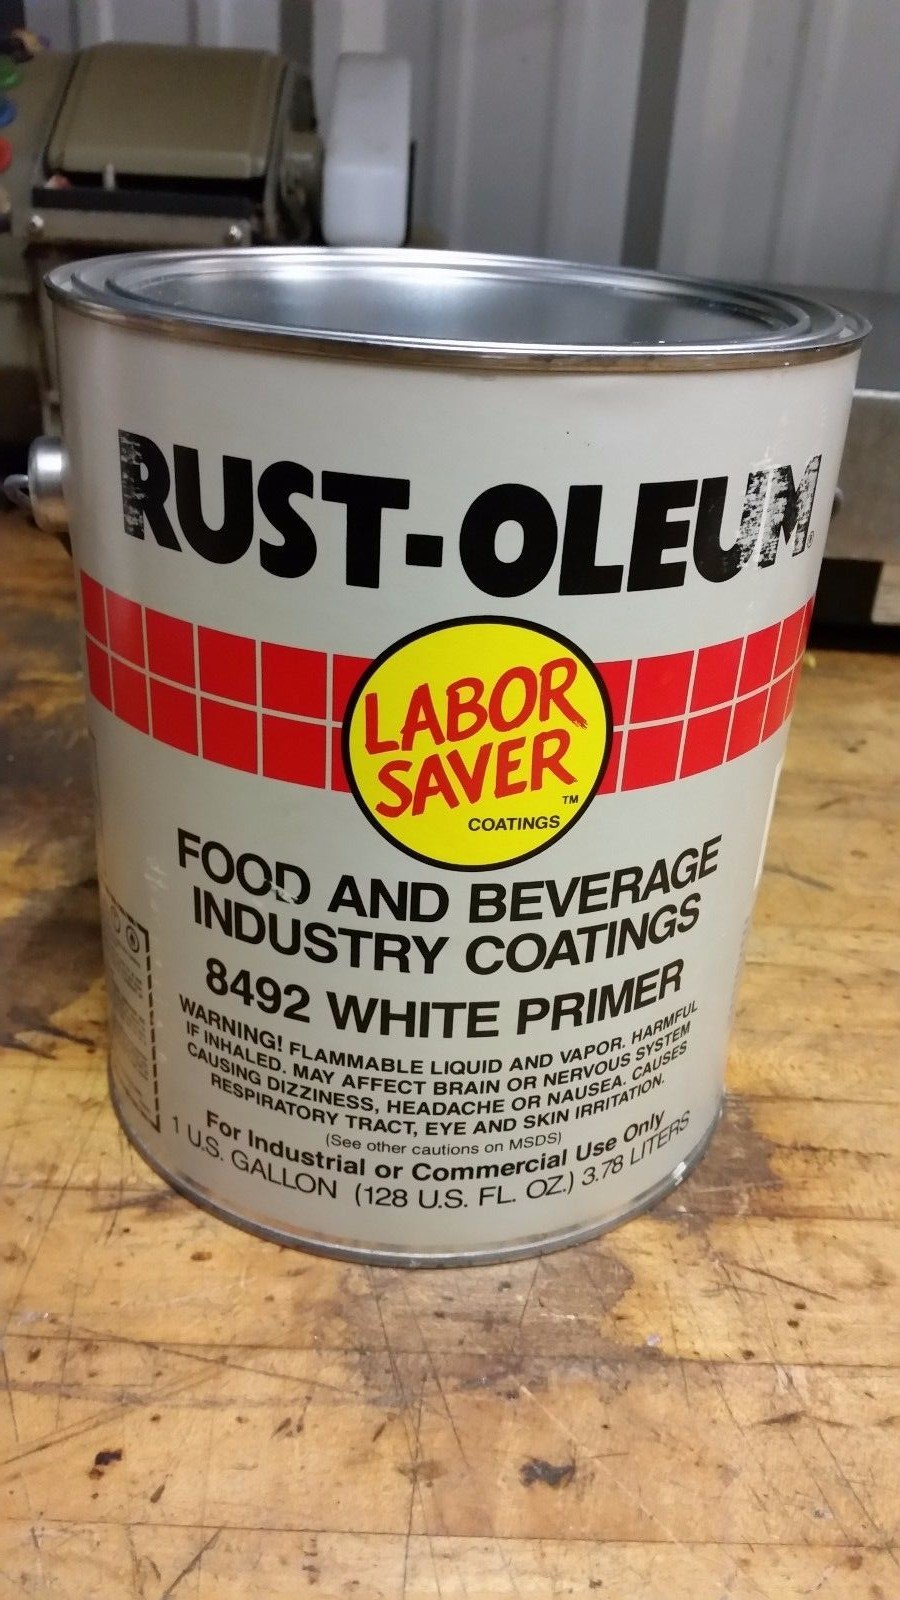 RUST-OLEUM®
LABOR
SAVER™
COATINGS
FOOD AND BEVERAGE
INDUSTRY COATINGS
8492 WHITE PRIMER
WARNING! FLAMMABLE LIQUID AND VAPOR. HARMFUL
IF INHALED. MAY AFFECT BRAIN OR NERVOUS SYSTEM
CAUSING DIZZINESS, HEADACHE OR NAUSEA. CAUSES
RESPIRATORY TRACT, EYE AND SKIN IRRITATION.
(See other cautions on MSDS)
For Industrial or Commercial Use Only
1 U.S. GALLON (128 U.S. FL. OZ.) 3.78 LITERS